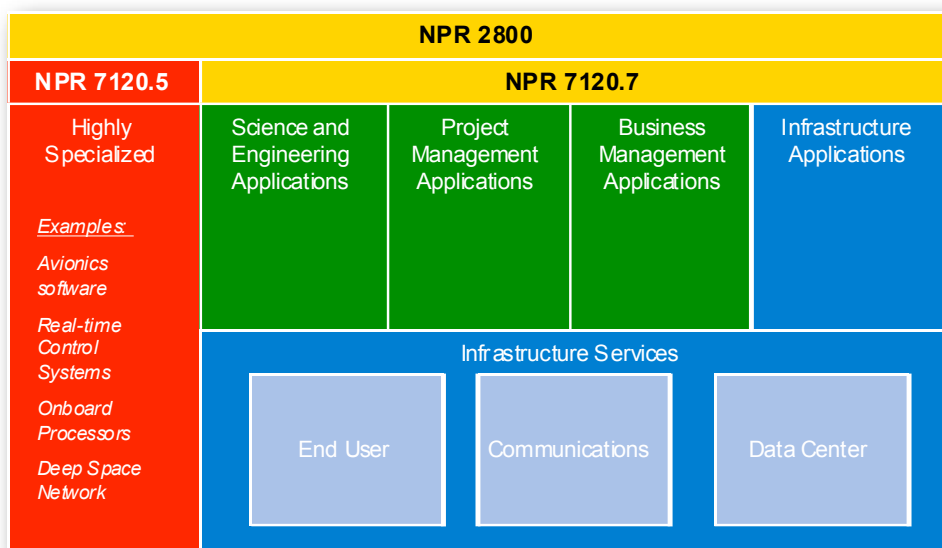 NPR 2800
NPR 7120.5
NPR 7120.7
Highly
Specialized
Examples:
Avionics
software
Real-time
Control
Systems
Onboard
Processors
Deep Space
Network
Science and
Engineering
Applications
Project
Management
Applications
Business
Management
Applications
Infrastructure
Applications
Infrastructure Services
End User
Communications
Data Center